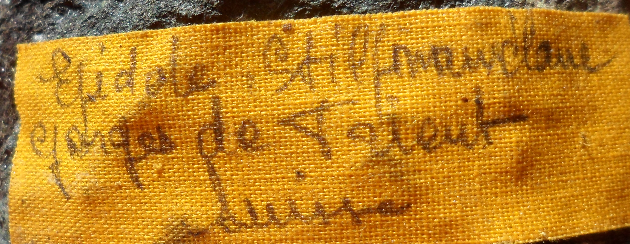 Epidote
gorges de Trient
suisse